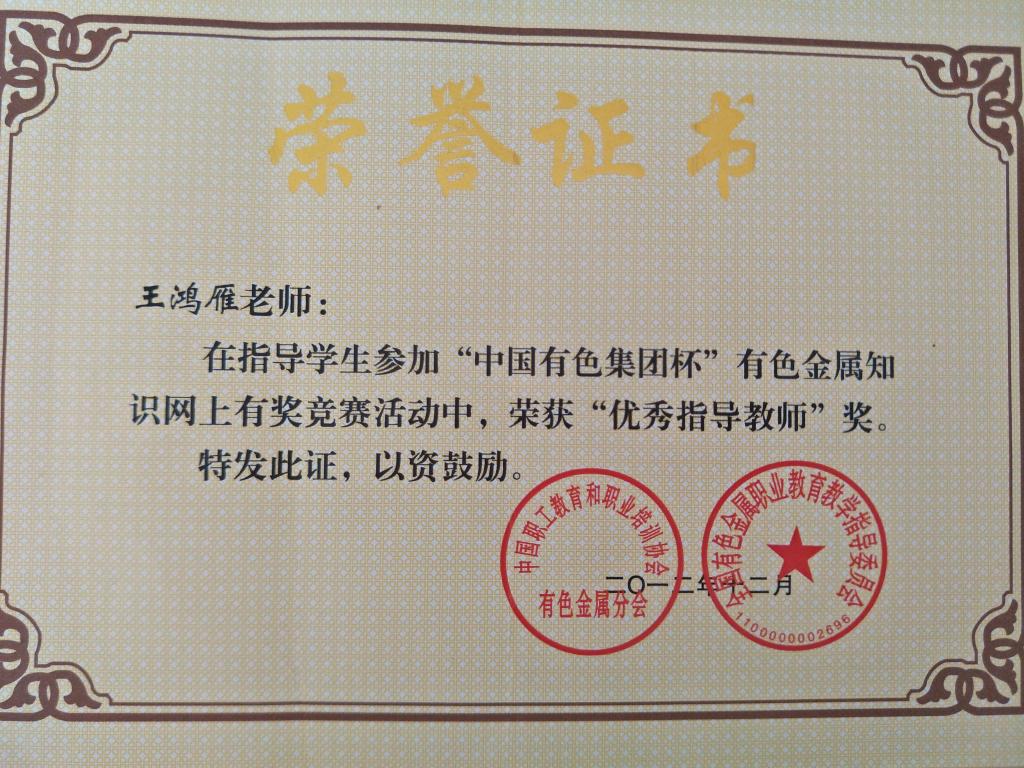 荣誉证书
王鸿雁老师：
在指导学生参加“中国有色集团杯”有色金属知
识网上有奖竞赛活动中，荣获“优秀指导教师”奖。
特发此证，以资鼓励。
中国职工教育和职业培训协会
有色金属分会
全国有色金属职业教育教学指导委员会
1100000002696
二〇一二年十二月